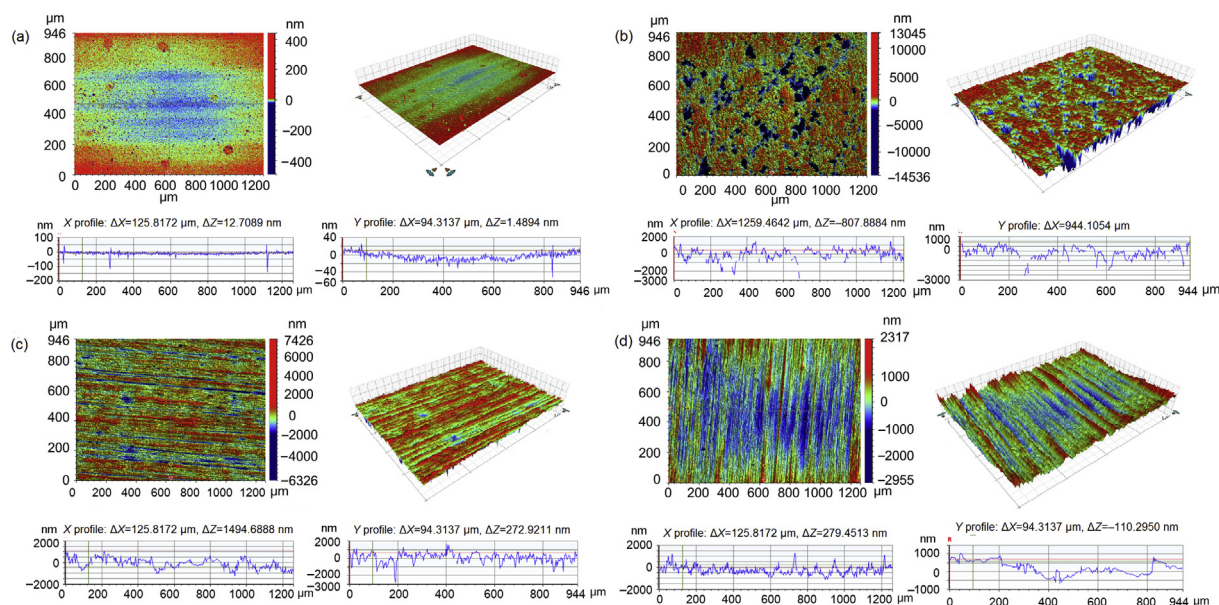 (a)
µm
946
800
600
400
200
0
0 200 400 600 800 1000 1200
µm
nm
400
200
0
−200
−400
X profile: ΔX=125.8172 µm, ΔZ=12.7089 nm
nm
100
0
−100
−200
0 200 400 600 800 1000 1200 µm
Y profile: ΔX=94.3137 µm, ΔZ=1.4894 nm
nm
40
0
−60
0 200 400 600 800 946 µm
(b)
µm
946
800
600
400
200
0
0 200 400 600 800 1000 1200
µm
nm
13045
10000
5000
0
−5000
−10000
−14536
X profile: ΔX=1259.4642 µm, ΔZ=−807.8884 nm
nm
2000
0
−3000
0 200 400 600 800 1000 1200 µm
Y profile: ΔX=944.1054 µm
nm
1000
0
−3000
0 200 400 600 800 944 µm
(c)
µm
946
800
600
400
200
0
0 200 400 600 800 1000 1200
µm
nm
7426
6000
4000
2000
0
−2000
−4000
−6326
X profile: ΔX=125.8172 µm, ΔZ=1494.6888 nm
nm
2000
0
−2000
0 200 400 600 800 1000 1200 µm
Y profile: ΔX=94.3137 µm, ΔZ=272.9211 nm
nm
2000
0
−3000
0 200 400 600 800 946 µm
(d)
µm
946
800
600
400
200
0
0 200 400 600 800 1000 1200
µm
nm
2317
1000
0
−1000
−2000
−2955
X profile: ΔX=125.8172 µm, ΔZ=279.4513 nm
nm
2000
0
−2000
0 200 400 600 800 1000 1200 µm
Y profile: ΔX=94.3137 µm, ΔZ=−110.2950 nm
nm
R
1000
0
−1000
0 200 400 600 800 944 µm